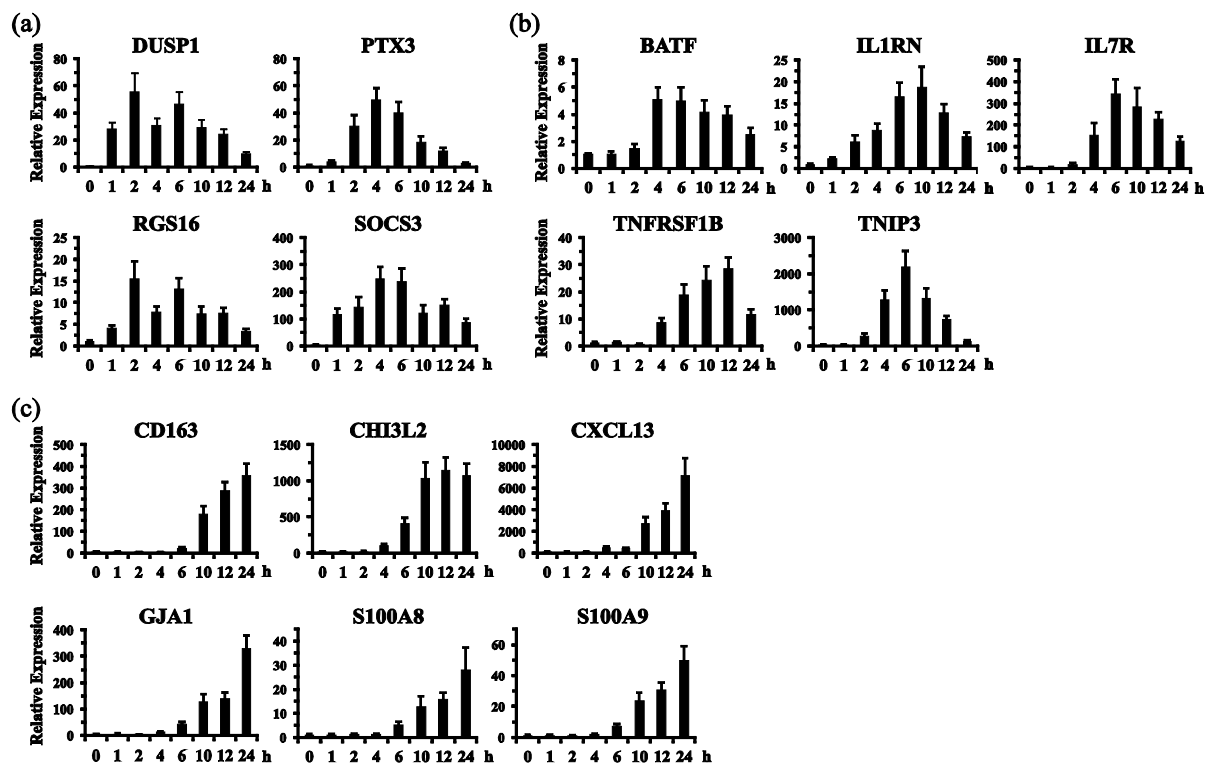 (a)
(b)
DUSP1
PTX3
BATF
IL1RN
IL7R
Relative Expression
80
60
40
20
0
0 1 2 4 6 10 12 24
80
60
40
20
0
0 1 2 4 6 10 12 24 h
8
6
4
2
0
0 1 2 4 6 10 12 24 h
25
20
15
10
5
0
0 1 2 4 6 10 12 24 h
500
400
300
200
100
0
0 1 2 4 6 10 12 24 h
RGS16
SOCS3
TNFRSF1B
TNIP3
Relative Expression
25
20
15
10
5
0
0 1 2 4 6 10 12 24 h
400
300
200
100
0
0 1 2 4 6 10 12 24 h
40
30
20
10
0
0 1 2 4 6 10 12 24 h
3000
2000
1000
0
0 1 2 4 6 10 12 24 h
(c)
CD163
CHI3L2
CXCL13
Relative Expression
500
400
300
200
100
0
0 1 2 4 6 10 12 24 h
1500
1000
500
0
0 1 2 4 6 10 12 24 h
10000
8000
6000
4000
2000
0
0 1 2 4 6 10 12 24 h
GJA1
S100A8
S100A9
Relative Expression
400
300
200
100
0
0 1 2 4 6 10 12 24 h
40
30
20
10
0
0 1 2 4 6 10 12 24 h
60
40
20
0
0 1 2 4 6 10 12 24 h